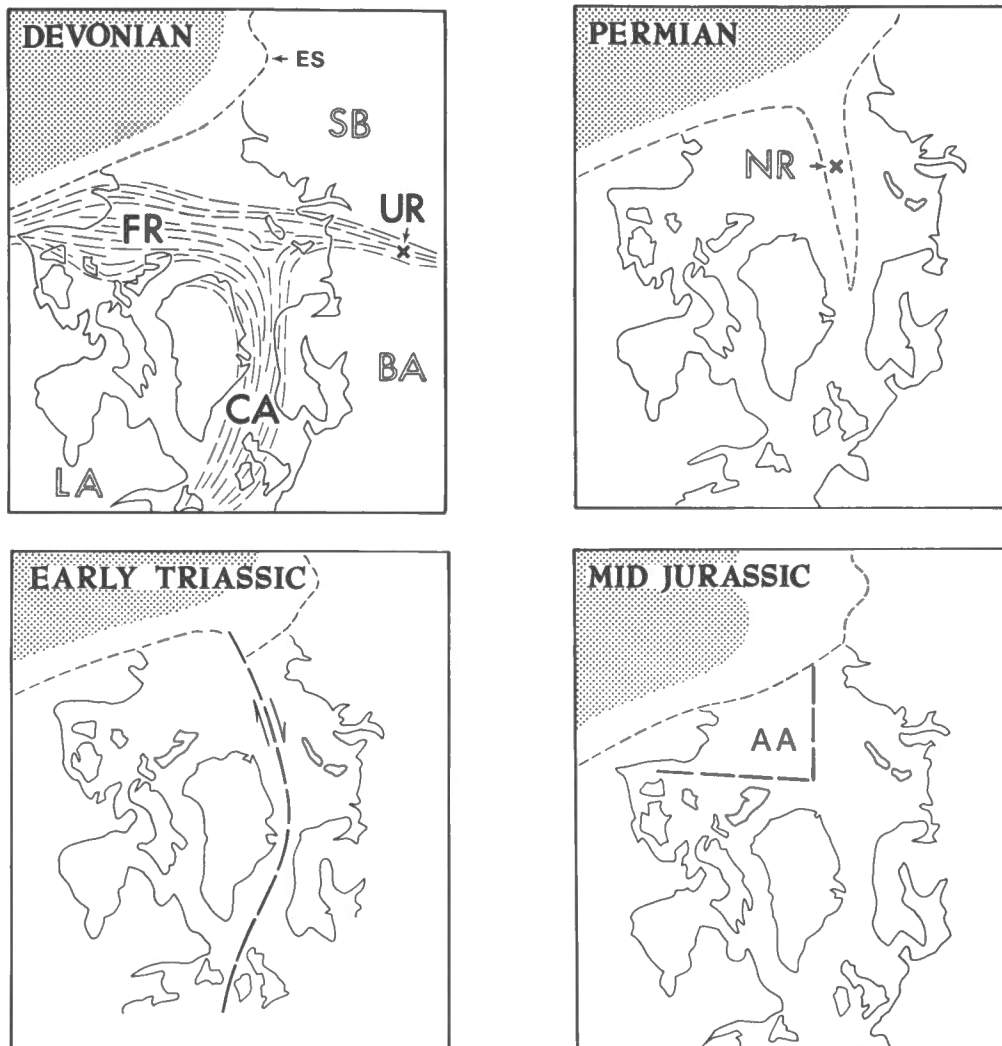 DEVONIAN
ES
SB
FR
UR
BA
CA
LA
PERMIAN
NR
EARLY TRIASSIC
MID JURASSIC
AA